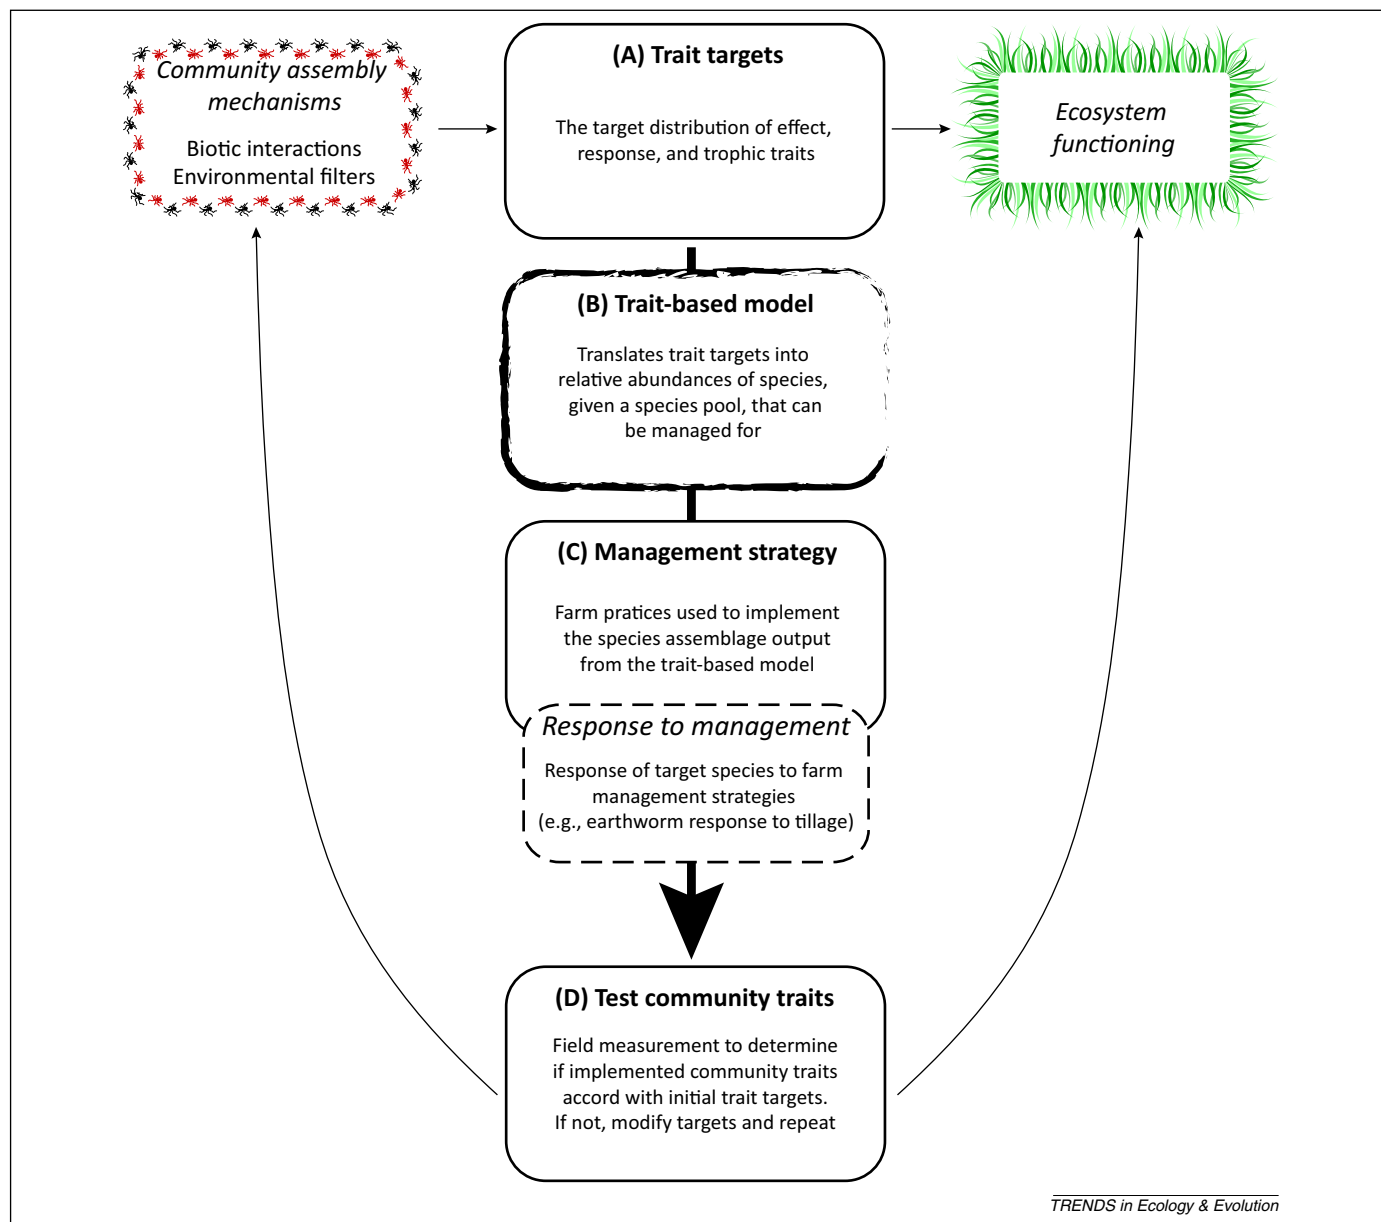 Community assembly
mechanisms
Biotic interactions
Environmental filters
(A) Trait targets
The target distribution of effect,
response, and trophic traits
Ecosystem
functioning
(B) Trait-based model
Translates trait targets into
relative abundances of species,
given a species pool, that can
be managed for
(C) Management strategy
Farm pratices used to implement
the species assemblage output
from the trait-based model
Response to management
Response of target species to farm
management strategies
(e.g., earthworm response to tillage)
(D) Test community traits
Field measurement to determine
if implemented community traits
accord with initial trait targets.
If not, modify targets and repeat
TRENDS in Ecology & Evolution